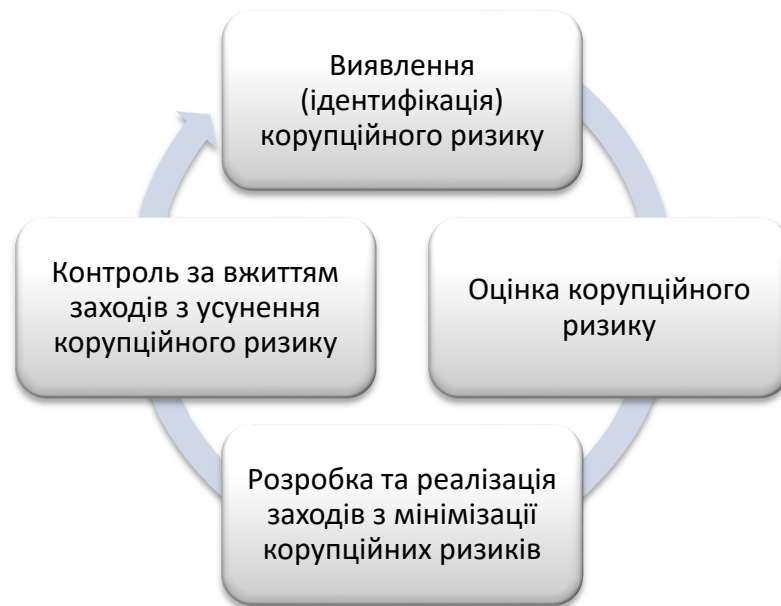 Виявлення
(ідентифікація)
корупційного ризику
Оцінка корупційного
ризику
Розробка та реалізація
заходів з мінімізації
корупційних ризиків
Контроль за вжиттям
заходів з усунення
корупційного ризику